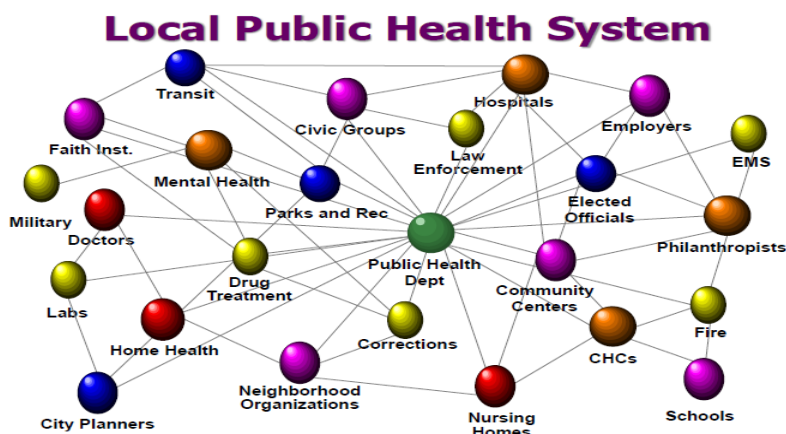 Local Public Health System
Transit
Hospitals
Civic Groups
Employers
Faith Inst.
Law
Enforcement
EMS
Mental Health
Military
Parks and Rec
Elected
Officials
Doctors
Philanthropists
Public Health
Dept
Drug
Treatment
Community
Centers
Labs
Fire
Home Health
Corrections
CHCs
Neighborhood
Organizations
City Planners
Nursing
Homes
Schools